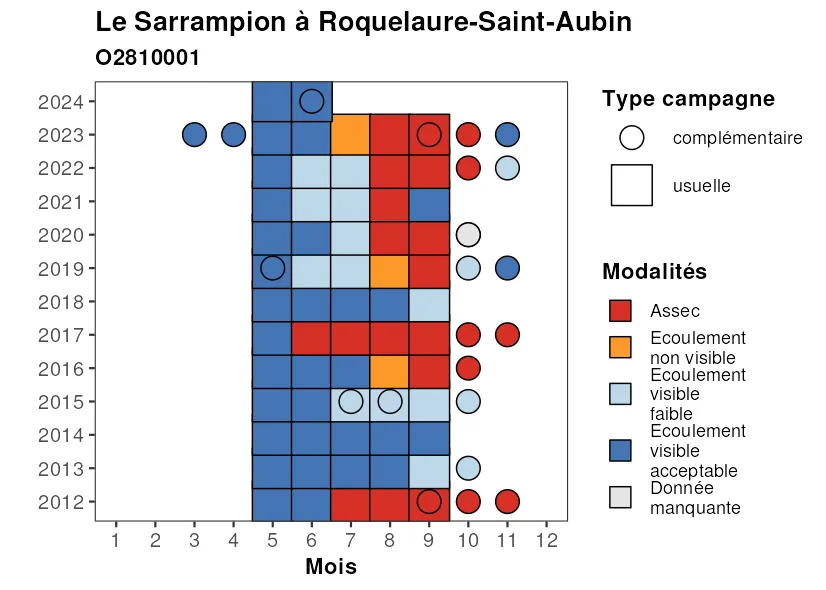 Le Sarrampion à Roquelaure-Saint-Aubin
O2810001
2024
2023
2022
2021
2020
2019
2018
2017
2016
2015
2014
2013
2012
1 2 3 4 5 6 7 8 9 10 11 12
Mois
Type campagne
complémentaire
usuelle
Modalités
Assec
Ecoulement
non visible
Ecoulement
visible
faible
Ecoulement
visible
acceptable
Donnée
manquante